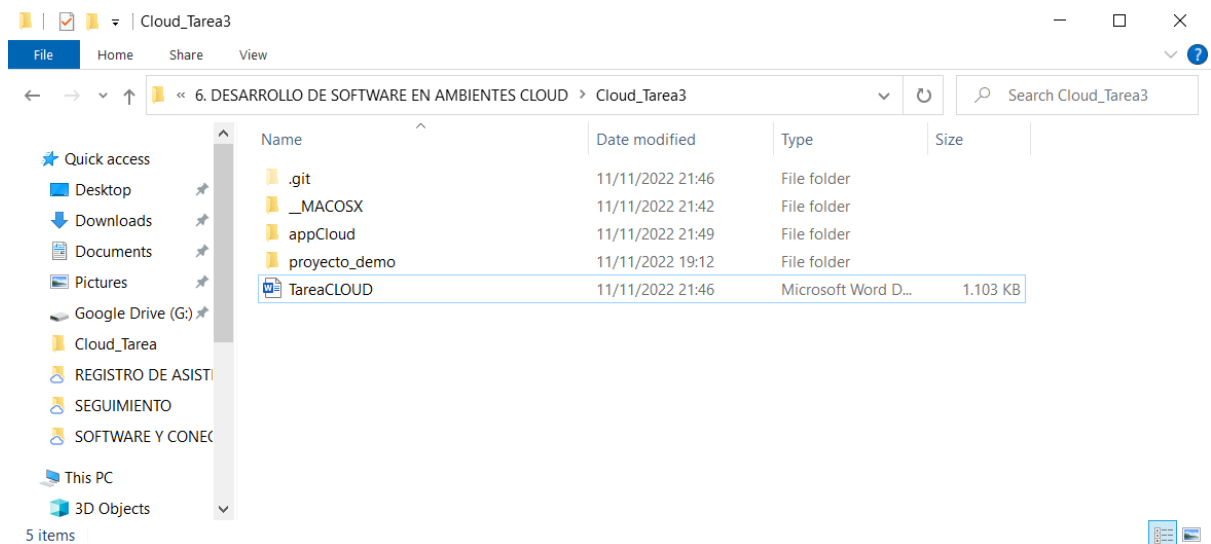 Cloud_Tarea3
File Home Share View
« 6. DESARROLLO DE SOFTWARE EN AMBIENTES CLOUD > Cloud_Tarea3 Search Cloud_Tarea3
Name Date modified Type Size
Quick access
Desktop
Downloads
Documents
Pictures
Google Drive (G:)
Cloud_Tarea
REGISTRO DE ASISTI
SEGUIMIENTO
SOFTWARE Y CONEC
This PC
3D Objects
.git 11/11/2022 21:46 File folder
__MACOSX 11/11/2022 21:42 File folder
appCloud 11/11/2022 21:49 File folder
proyecto_demo 11/11/2022 19:12 File folder
TareaCLOUD 11/11/2022 21:46 Microsoft Word D... 1.103 KB
5 items